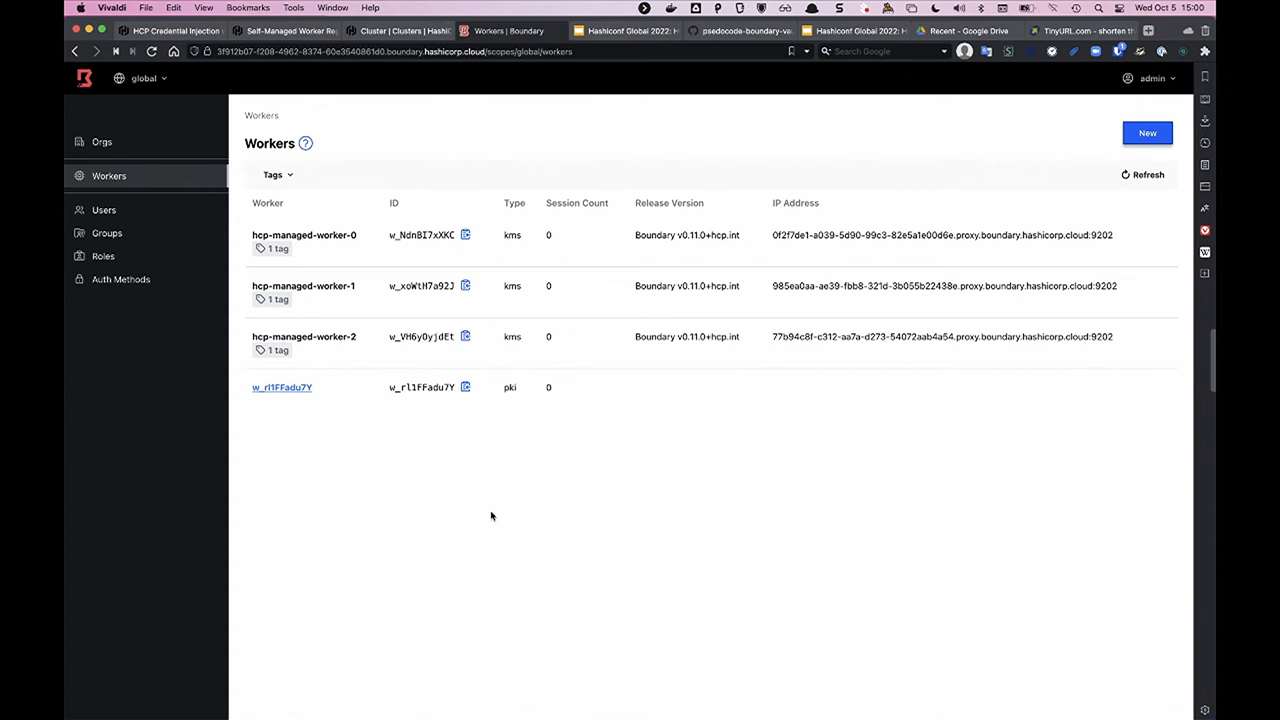 Vivaldi File Edit View Bookmarks Tools Window Help Wed Oct 5 15:00
HCP Credential Injection Self-Managed Worker Re Cluster | Clusters | Hashi Workers | Boundary Hashiconf Global 2022: H psedocode-boundary-va Hashiconf Global 2022: H Recent - Google Drive TinyURL.com - shorten th
3f912b07-f208-4962-8374-60e3540861d0.boundary.hashicorp.cloud/scopes/global/workers Search Google
global admin
Workers
New
Orgs
Workers
Workers
Tags Refresh
Users
Groups
Roles
Auth Methods
Worker ID Type Session Count Release Version IP Address
hcp-managed-worker-0 w_NdnBI7xXKC kms 0 Boundary v0.11.0+hcp.int 0f2f7de1-a039-5d90-99c3-82e5a1e00d6e.proxy.boundary.hashicorp.cloud:9202
1 tag
hcp-managed-worker-1 w_xoWtH7a92J kms 0 Boundary v0.11.0+hcp.int 985ea0aa-ae39-fbb8-321d-3b055b22438e.proxy.boundary.hashicorp.cloud:9202
1 tag
hcp-managed-worker-2 w_VH6yOyjdEt kms 0 Boundary v0.11.0+hcp.int 77b94c8f-c312-aa7a-d273-54072aab4a54.proxy.boundary.hashicorp.cloud:9202
1 tag
w_rl1FFadu7Y w_rl1FFadu7Y pki 0